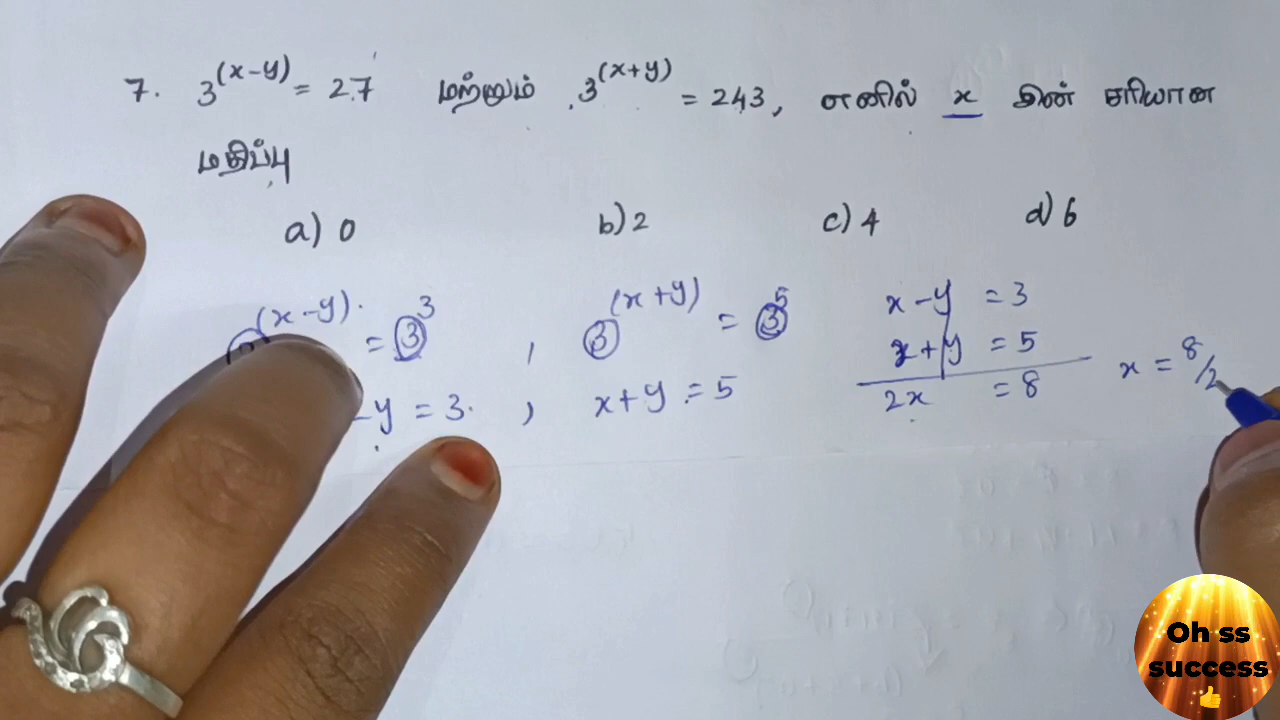 7. 3^(x-y) = 27 மற்றும் 3^(x+y) = 243, எனில் x இன் சரியான
மதிப்பு
a) 0 b) 2 c) 4 d) 6
(x-y) = 3^3 , 3^(x+y) = 3^5
-y = 3 , x+y = 5
x-y = 3
x+y = 5
2x = 8
x = 8/2
Oh ss
success